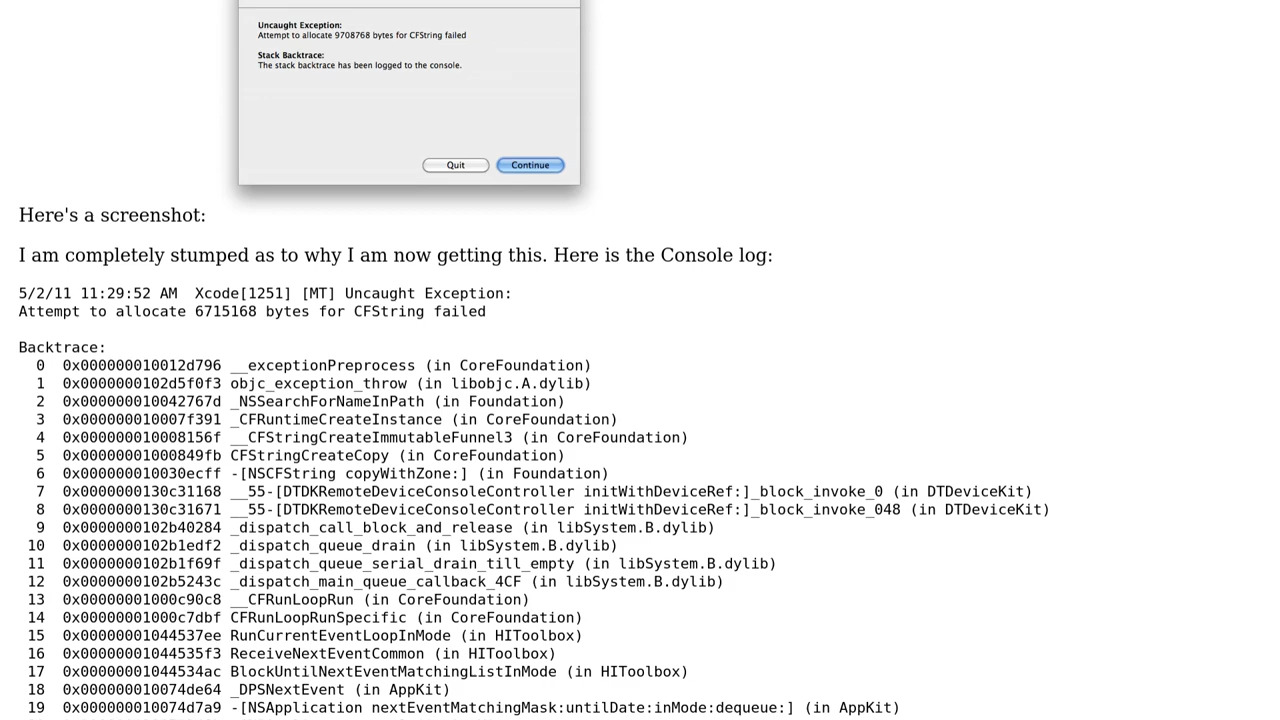 Uncaught Exception:
Attempt to allocate 9708768 bytes for CFString failed
Stack Backtrace:
The stack backtrace has been logged to the console.
Quit Continue
Here's a screenshot:
I am completely stumped as to why I am now getting this. Here is the Console log:
5/2/11 11:29:52 AM  Xcode[1251] [MT] Uncaught Exception:
Attempt to allocate 6715168 bytes for CFString failed
Backtrace:
0  0x000000010012d796 __exceptionPreprocess (in CoreFoundation)
1  0x0000000102d5f0f3 objc_exception_throw (in libobjc.A.dylib)
2  0x000000010042767d _NSSearchForNameInPath (in Foundation)
3  0x000000010007f391 _CFRuntimeCreateInstance (in CoreFoundation)
4  0x000000010008156f __CFStringCreateImmutableFunnel3 (in CoreFoundation)
5  0x00000001000849fb CFStringCreateCopy (in CoreFoundation)
6  0x000000010030ecff -[NSCFString copyWithZone:] (in Foundation)
7  0x0000000130c31168 __55-[DTDKRemoteDeviceConsoleController initWithDeviceRef:]_block_invoke_0 (in DTDeviceKit)
8  0x0000000130c31671 __55-[DTDKRemoteDeviceConsoleController initWithDeviceRef:]_block_invoke_048 (in DTDeviceKit)
9  0x0000000102b40284 _dispatch_call_block_and_release (in libSystem.B.dylib)
10  0x0000000102b1edf2 _dispatch_queue_drain (in libSystem.B.dylib)
11  0x0000000102b1f69f _dispatch_queue_serial_drain_till_empty (in libSystem.B.dylib)
12  0x0000000102b5243c _dispatch_main_queue_callback_4CF (in libSystem.B.dylib)
13  0x00000001000c90c8 __CFRunLoopRun (in CoreFoundation)
14  0x00000001000c7dbf CFRunLoopRunSpecific (in CoreFoundation)
15  0x00000001044537ee RunCurrentEventLoopInMode (in HIToolbox)
16  0x00000001044535f3 ReceiveNextEventCommon (in HIToolbox)
17  0x00000001044534ac BlockUntilNextEventMatchingListInMode (in HIToolbox)
18  0x000000010074de64 _DPSNextEvent (in AppKit)
19  0x000000010074d7a9 -[NSApplication nextEventMatchingMask:untilDate:inMode:dequeue:] (in AppKit)